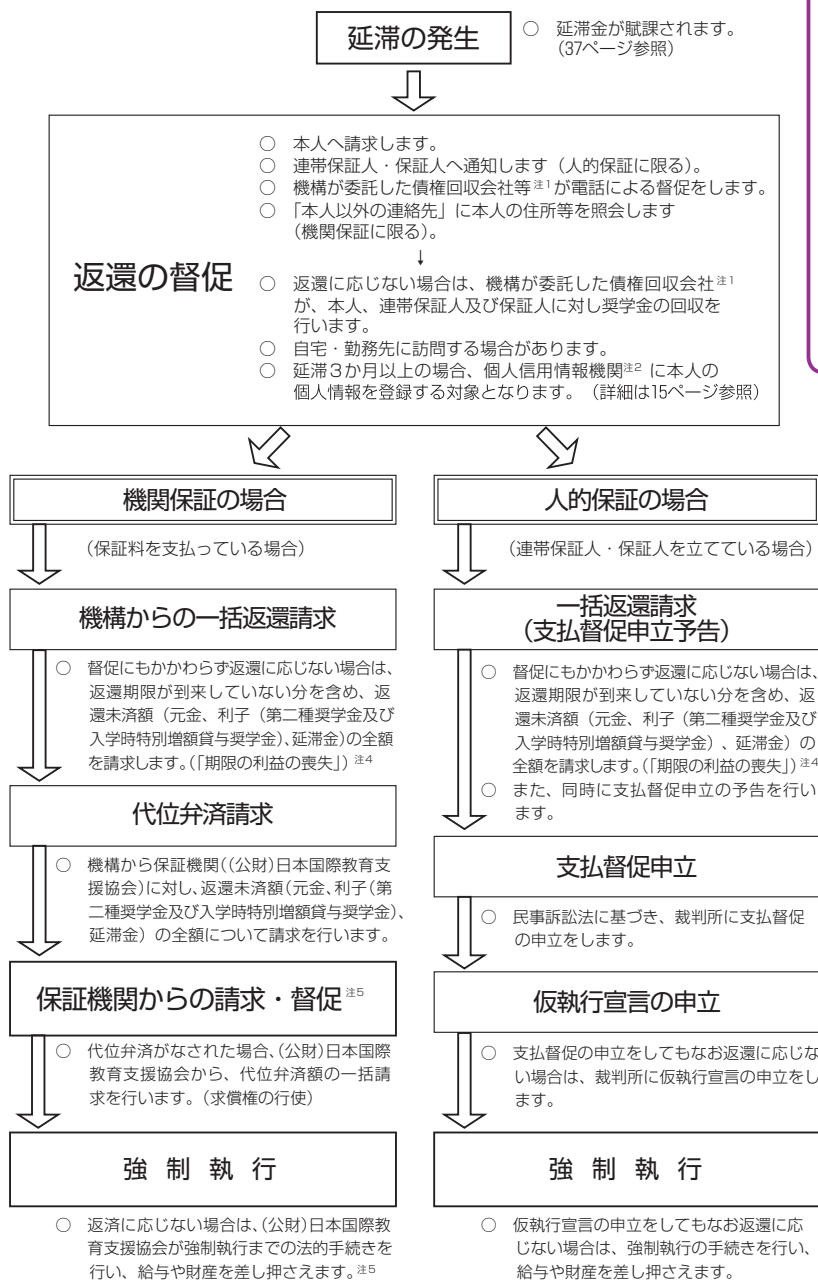 延滞の発生
○ 延滞金が賦課されます。
(37ページ参照)
返還の督促
○ 本人へ請求します。
○ 連帯保証人・保証人へ通知します（人的保証に限る）。
○ 機構が委託した債権回収会社等注1が電話による督促をします。
○ 「本人以外の連絡先」に本人の住所等を照会します
(機関保証に限る)。
↓
○ 返還に応じない場合は、機構が委託した債権回収会社注1
が、本人、連帯保証人及び保証人に対し奨学金の回収を
行います。
○ 自宅・勤務先に訪問する場合があります。
○ 延滞３か月以上の場合、個人信用情報機関注2 に本人の
個人情報を登録する対象となります。（詳細は15ページ参照）
機関保証の場合
（保証料を支払っている場合）
機構からの一括返還請求
○ 督促にもかかわらず返還に応じない場合は、
返還期限が到来していない分を含め、返
還未済額（元金、利子（第二種奨学金及び
入学時特別増額貸与奨学金）、延滞金）の全額
を請求します。（「期限の利益の喪失」）注4
代位弁済請求
○ 機構から保証機関（(公財)日本国際教育支
援協会）に対し、返還未済額（元金、利子（第
二種奨学金及び入学時特別増額貸与奨学金）、
延滞金）の全額について請求を行います。
保証機関からの請求・督促注5
○ 代位弁済がなされた場合、(公財)日本国際
教育支援協会から、代位弁済額の一括請
求を行います。（求償権の行使）
強制執行
○ 返済に応じない場合は、(公財)日本国際教
育支援協会が強制執行までの法的手続きを
行い、給与や財産を差し押さえます。注5
人的保証の場合
（連帯保証人・保証人を立てている場合）
一括返還請求
（支払督促申立予告）
○ 督促にもかかわらず返還に応じない場合は、
返還期限が到来していない分を含め、返
還未済額（元金、利子（第二種奨学金及び
入学時特別増額貸与奨学金）、延滞金）の
全額を請求します。（「期限の利益の喪失」）注4
○ また、同時に支払督促申立の予告を行い
ます。
支払督促申立
○ 民事訴訟法に基づき、裁判所に支払督促
の申立をします。
仮執行宣言の申立
○ 支払督促の申立をしてもなお返還に応じな
い場合は、裁判所に仮執行宣言の申立をし
ます。
強制執行
○ 仮執行宣言の申立をしてもなお返還に応
じない場合は、強制執行の手続きを行い、
給与や財産を差し押さえます。